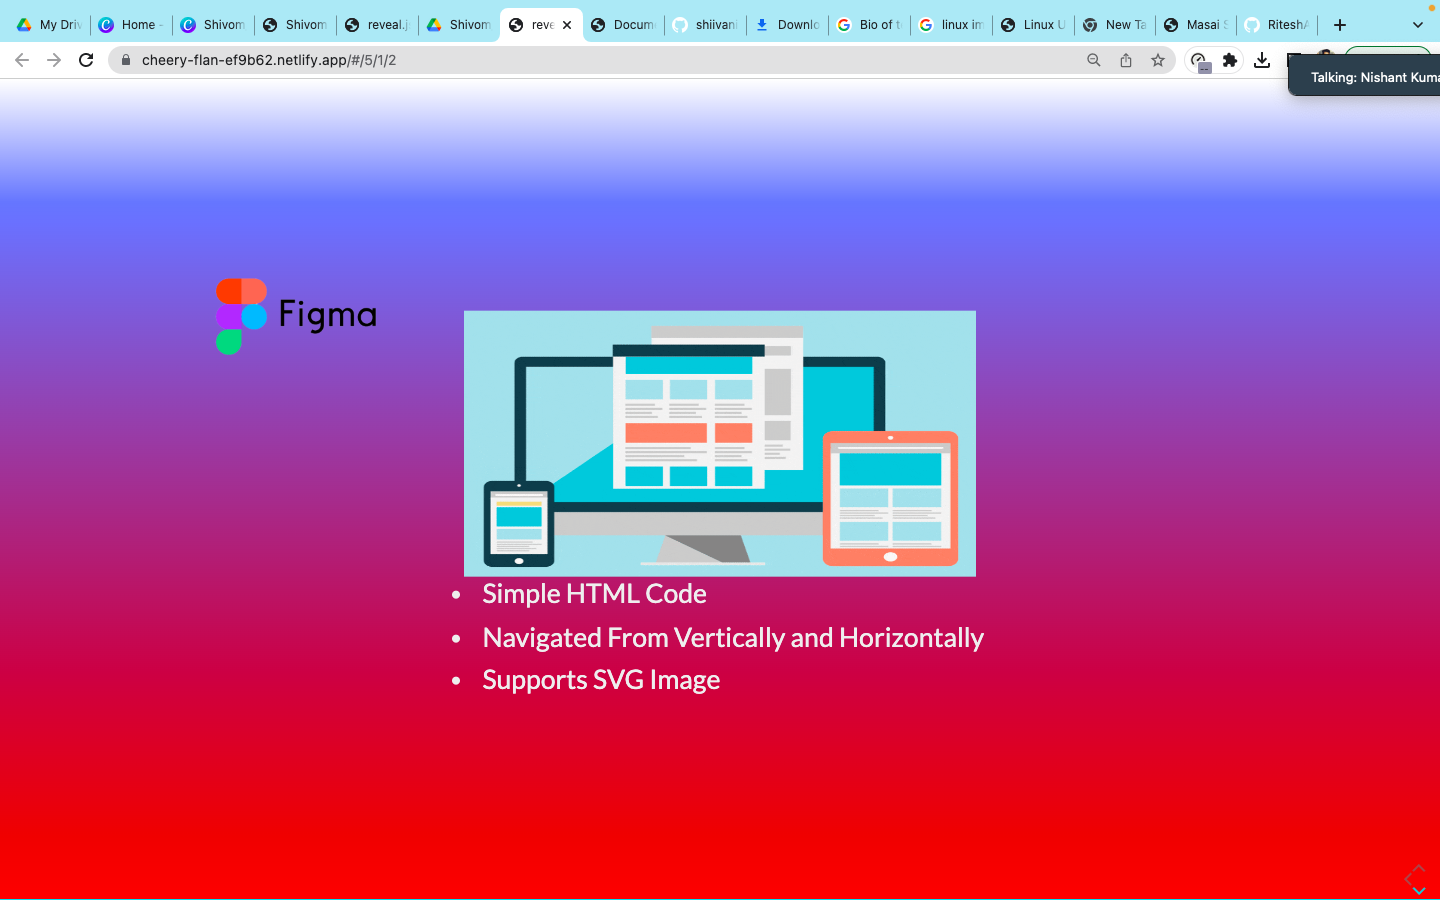 My Driv
Home -
Shivom
Shivom
reveal.j
Shivom
reve
Docum
shiivani
Downlo
Bio of t
linux im
Linux U
New Ta
Masai S
RiteshA
cheery-flan-ef9b62.netlify.app/#/5/1/2
Talking: Nishant Kuma
Figma
Simple HTML Code
Navigated From Vertically and Horizontally
Supports SVG Image